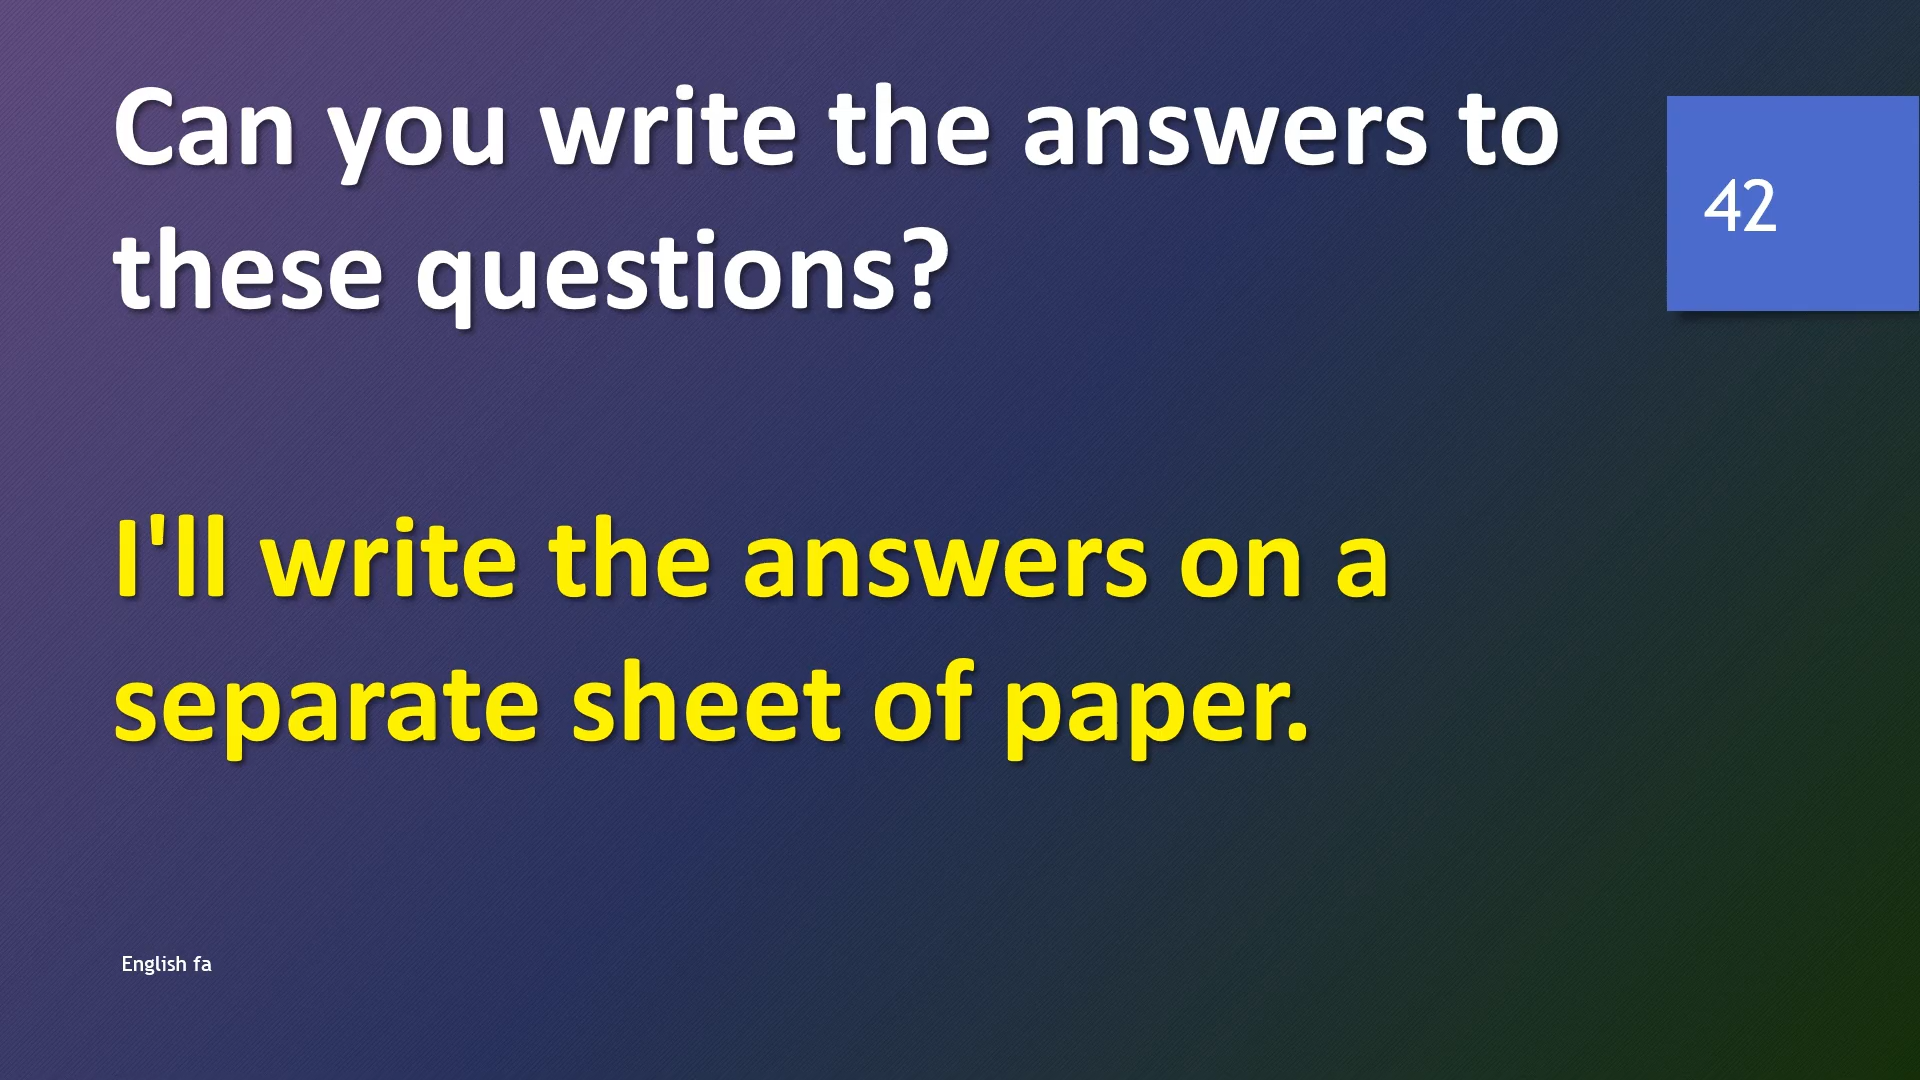 Can you write the answers to
these questions?
42
I'll write the answers on a
separate sheet of paper.
English fa